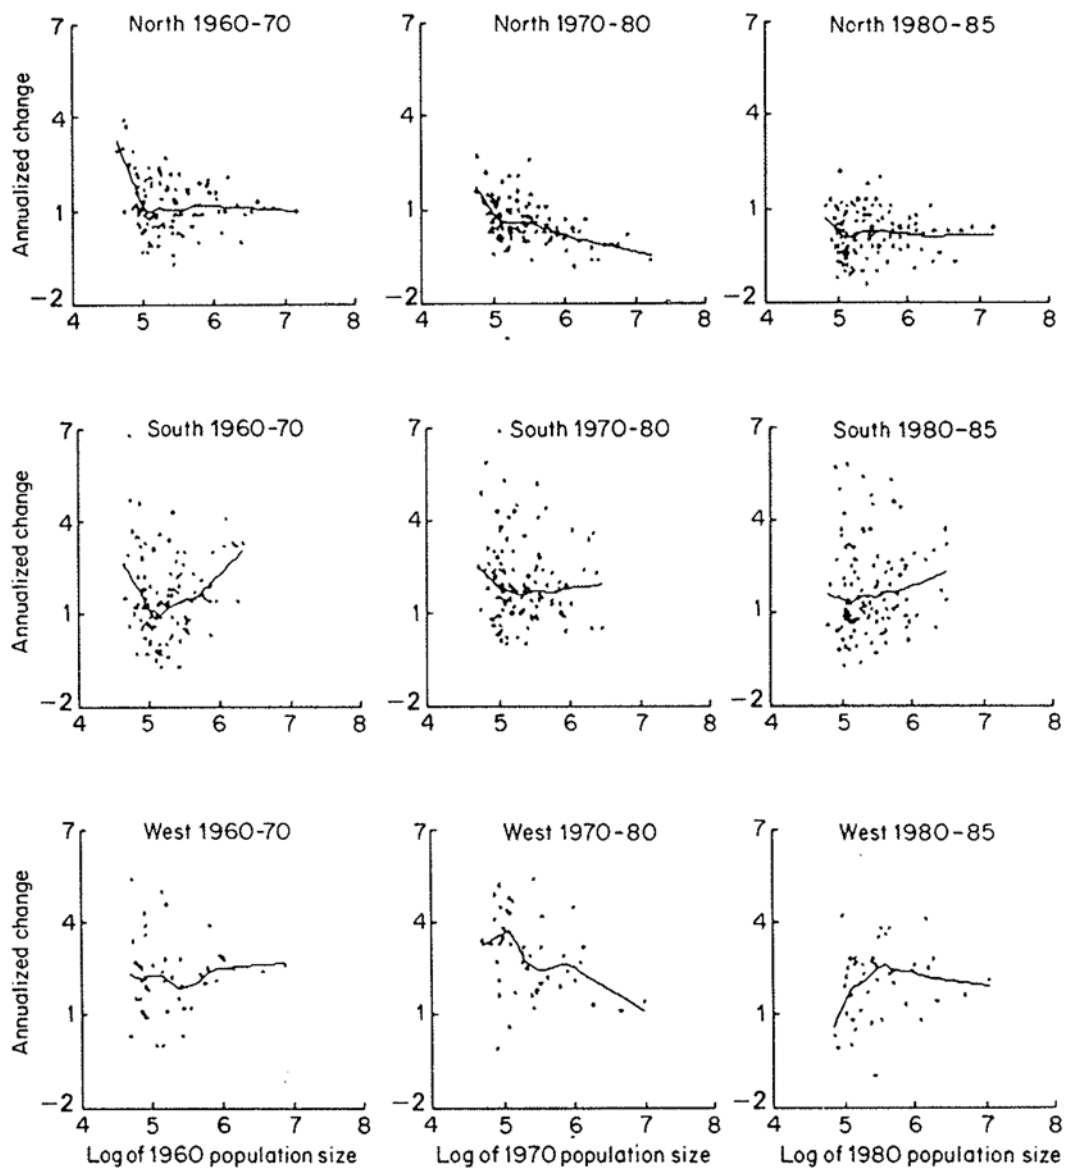 North 1960-70
North 1970-80
North 1980-85
7
4
1
-2
Annualized change
4 5 6 7 8
7
4
1
-2
4 5 6 7 8
7
4
1
-2
4 5 6 7 8
South 1960-70
South 1970-80
South 1980-85
7
4
1
-2
Annualized change
4 5 6 7 8
7
4
1
-2
4 5 6 7 8
7
4
1
-2
4 5 6 7 8
West 1960-70
West 1970-80
West 1980-85
7
4
1
-2
Annualized change
4 5 6 7 8
7
4
1
-2
4 5 6 7 8
7
4
1
-2
4 5 6 7 8
Log of 1960 population size
Log of 1970 population size
Log of 1980 population size